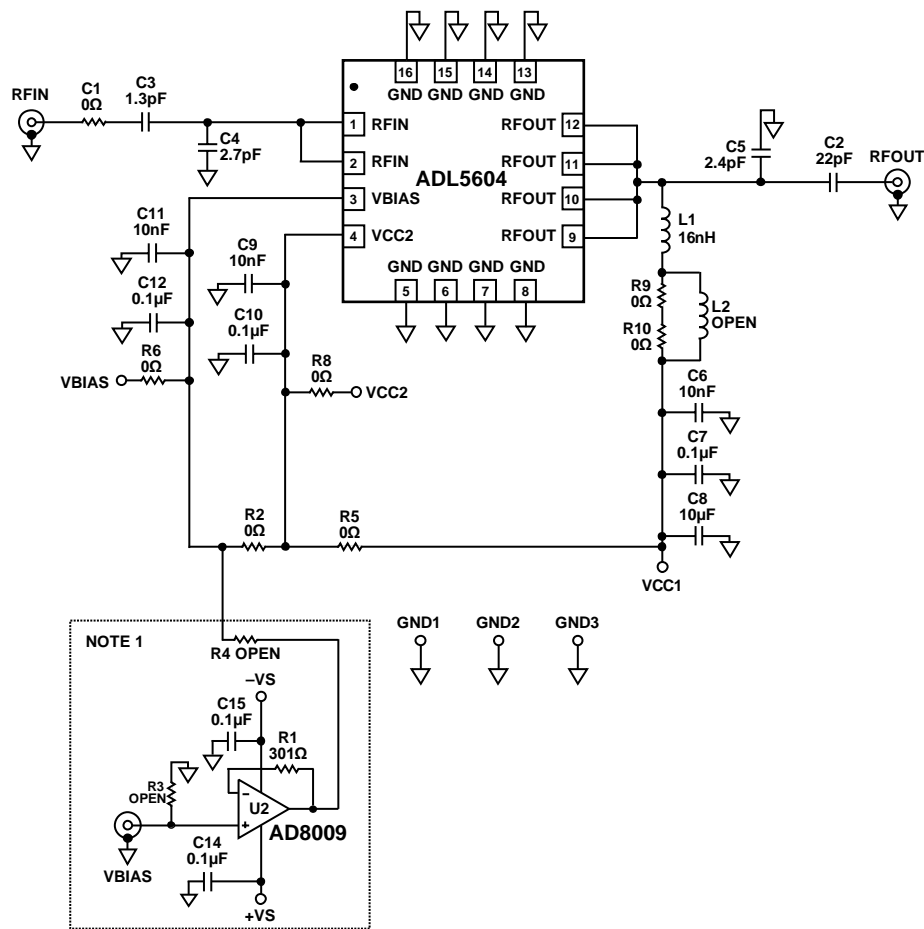 16
15
14
13
GND
GND
GND
GND
RFIN
C1
0Ω
C3
1.3pF
C4
2.7pF
1
RFIN
2
RFIN
3
VBIAS
4
VCC2
ADL5604
RFOUT
12
RFOUT
11
RFOUT
10
RFOUT
9
C5
2.4pF
C2
22pF
RFOUT
L1
16nH
GND
GND
GND
GND
5
6
7
8
C11
10nF
C9
10nF
C12
0.1µF
C10
0.1µF
R9
0Ω
L2
OPEN
R10
0Ω
R6
0Ω
VBIAS
R8
0Ω
VCC2
C6
10nF
C7
0.1µF
C8
10µF
R2
0Ω
R5
0Ω
VCC1
NOTE 1
R4 OPEN
GND1
GND2
GND3
–VS
C15
0.1µF
R1
301Ω
R3
OPEN
–
U2
+
AD8009
VBIAS
C14
0.1µF
+VS